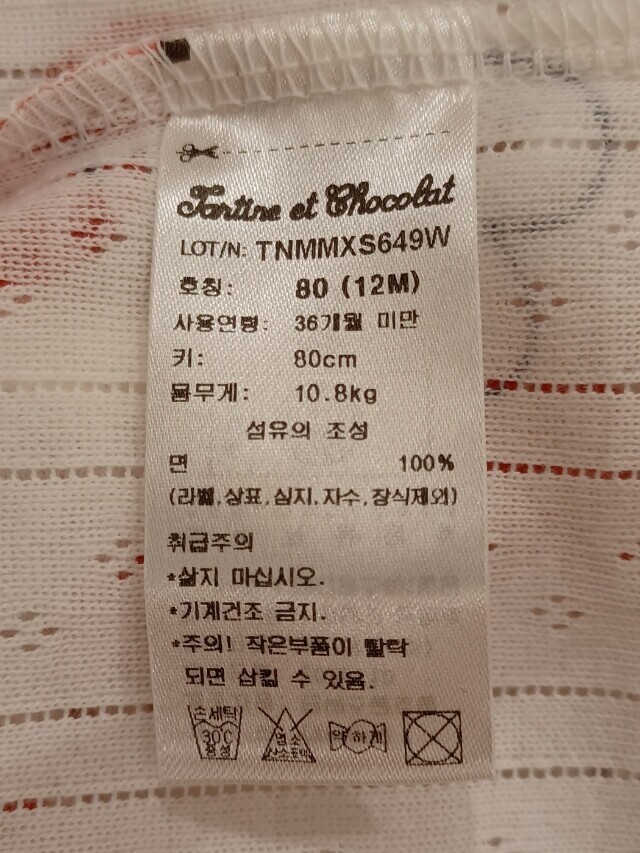 Tartine et Chocolat
LOT/N: TNMMXS649W
호칭: 80 (12M)
사용연령: 36개월 미만
키: 80cm
몸무게: 10.8kg
섬유의 조성
면 100%
(라벨,상표,심지,자수,장식제외)
취급주의
*삶지 마십시오.
*기계건조 금지.
*주의! 작은부품이 탈락
되면 삼킬 수 있음.
손세탁 30℃ 중성
염소 산소표백
약하게